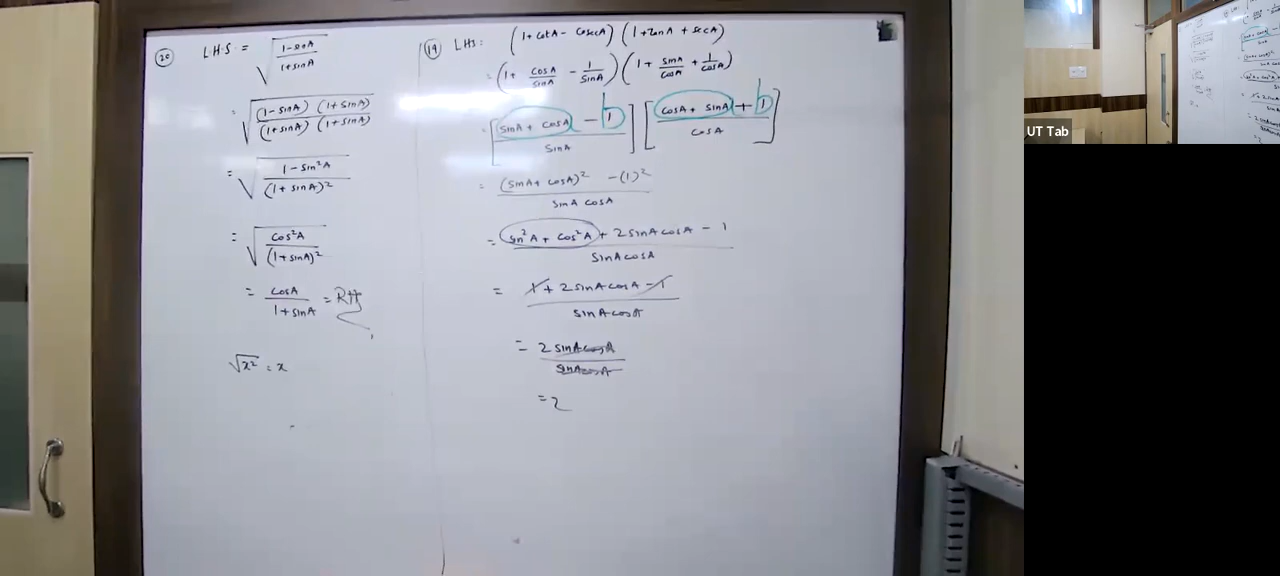 (20) LHS = √((1-sinA)/(1+sinA))
= √((1-sinA) (1+sinA)/(1+sinA) (1+sinA))
= √((1-sin²A)/(1+sinA)²)
= √(cos²A/(1+sinA)²)
= cosA/(1+sinA) = RHS
√x² = x
(19) LHS: (1+cotA - cosecA) (1+tanA + secA)
= (1+ cosA/sinA - 1/sinA) (1+ sinA/cosA + 1/cosA)
= [(sinA + cosA - 1)/sinA] [(cosA + sinA + 1)/cosA]
b b
= ((sinA + cosA)² - (1)²)/(sinA cosA)
= (sin²A + cos²A + 2sinAcosA - 1)/(sinAcosA)
= (1 + 2sinAcosA - 1)/(sinAcosA)
= 2sinAcosA/sinAcosA
= 2
UT Tab